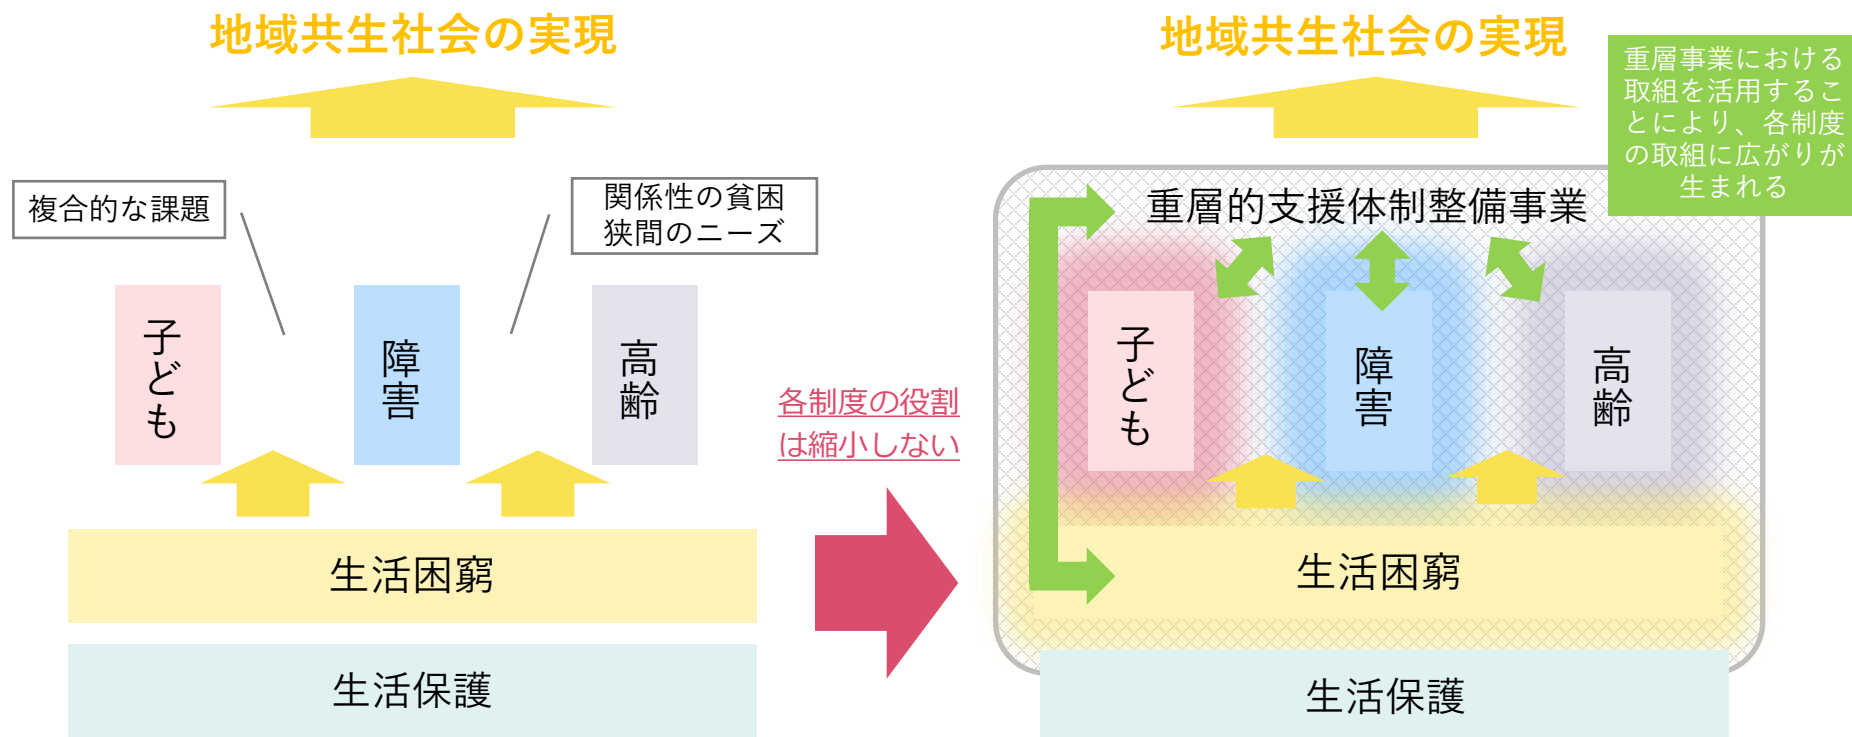 地域共生社会の実現
複合的な課題
関係性の貧困
狭間のニーズ
子ども
障害
高齢
生活困窮
生活保護
各制度の役割
は縮小しない
地域共生社会の実現
重層事業における
取組を活用するこ
とにより、各制度
の取組に広がりが
生まれる
重層的支援体制整備事業
子ども
障害
高齢
生活困窮
生活保護